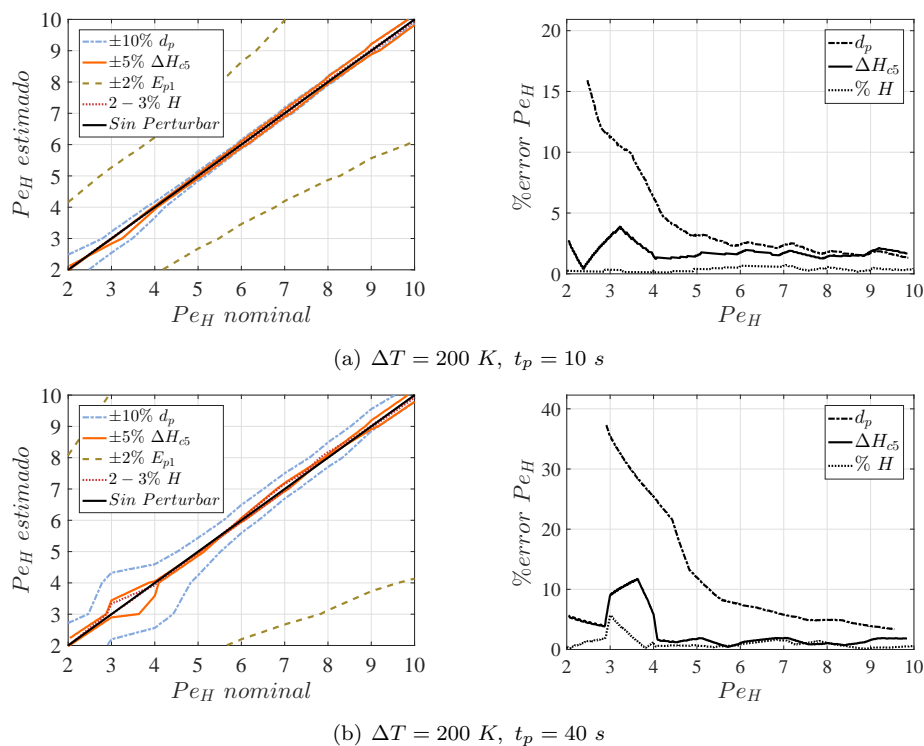 10
9
8
7
6
5
4
3
2
Pe_H estimado
±10% d_p
±5% ΔH_c5
±2% E_p1
2 − 3% H
Sin Perturbar
2 3 4 5 6 7 8 9 10
Pe_H nominal
20
15
10
5
0
%error Pe_H
d_p
ΔH_c5
% H
2 3 4 5 6 7 8 9 10
Pe_H
(a) ΔT = 200 K, t_p = 10 s
10
9
8
7
6
5
4
3
2
Pe_H estimado
±10% d_p
±5% ΔH_c5
±2% E_p1
2 − 3% H
Sin Perturbar
2 3 4 5 6 7 8 9 10
Pe_H nominal
40
30
20
10
0
%error Pe_H
d_p
ΔH_c5
% H
2 3 4 5 6 7 8 9 10
Pe_H
(b) ΔT = 200 K, t_p = 40 s